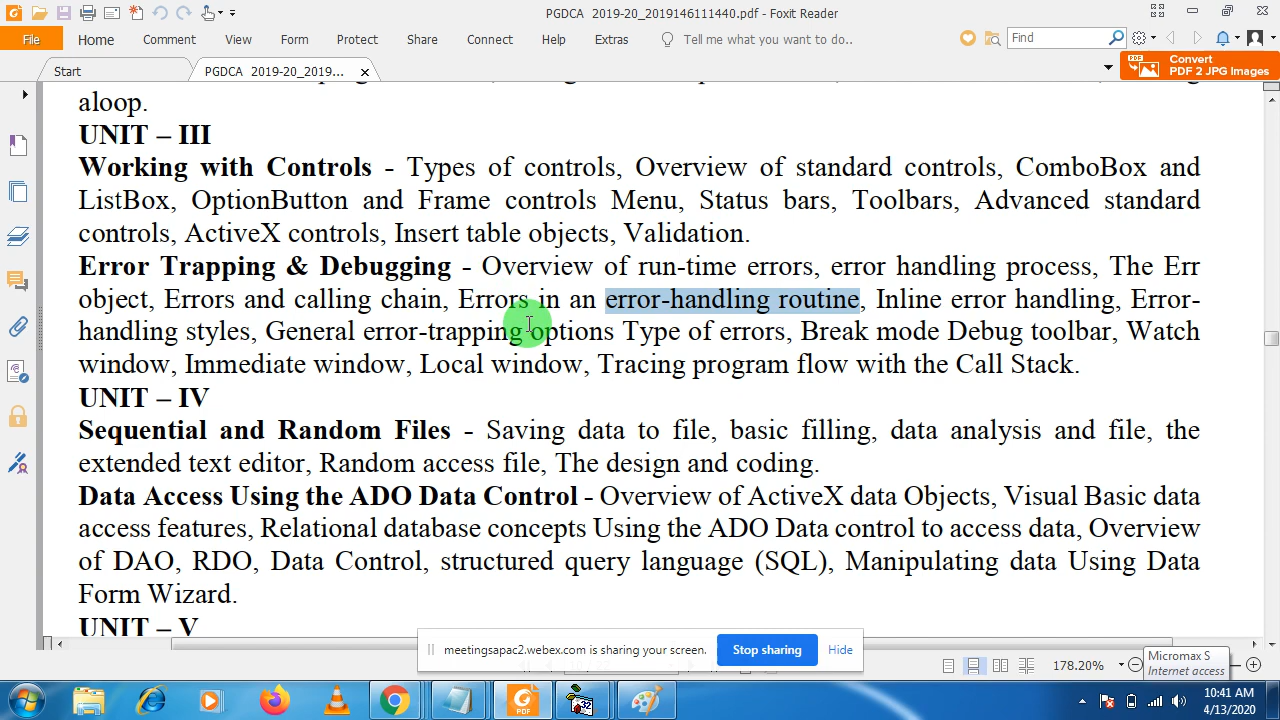 PGDCA 2019-20_2019146111440.pdf - Foxit Reader
File Home Comment View Form Protect Share Connect Help Extras Tell me what you want to do.. Find
Start PGDCA 2019-20_2019... Convert
PDF 2 JPG Images
aloop.
UNIT – III
Working with Controls - Types of controls, Overview of standard controls, ComboBox and
ListBox, OptionButton and Frame controls Menu, Status bars, Toolbars, Advanced standard
controls, ActiveX controls, Insert table objects, Validation.
Error Trapping & Debugging - Overview of run-time errors, error handling process, The Err
object, Errors and calling chain, Errors in an error-handling routine, Inline error handling, Error-
handling styles, General error-trapping options Type of errors, Break mode Debug toolbar, Watch
window, Immediate window, Local window, Tracing program flow with the Call Stack.
UNIT – IV
Sequential and Random Files - Saving data to file, basic filling, data analysis and file, the
extended text editor, Random access file, The design and coding.
Data Access Using the ADO Data Control - Overview of ActiveX data Objects, Visual Basic data
access features, Relational database concepts Using the ADO Data control to access data, Overview
of DAO, RDO, Data Control, structured query language (SQL), Manipulating data Using Data
Form Wizard.
UNIT – V
meetingsapac2.webex.com is sharing your screen. Stop sharing Hide
178.20%
Micromax S
Internet access
PDF 32
10:41 AM
4/13/2020